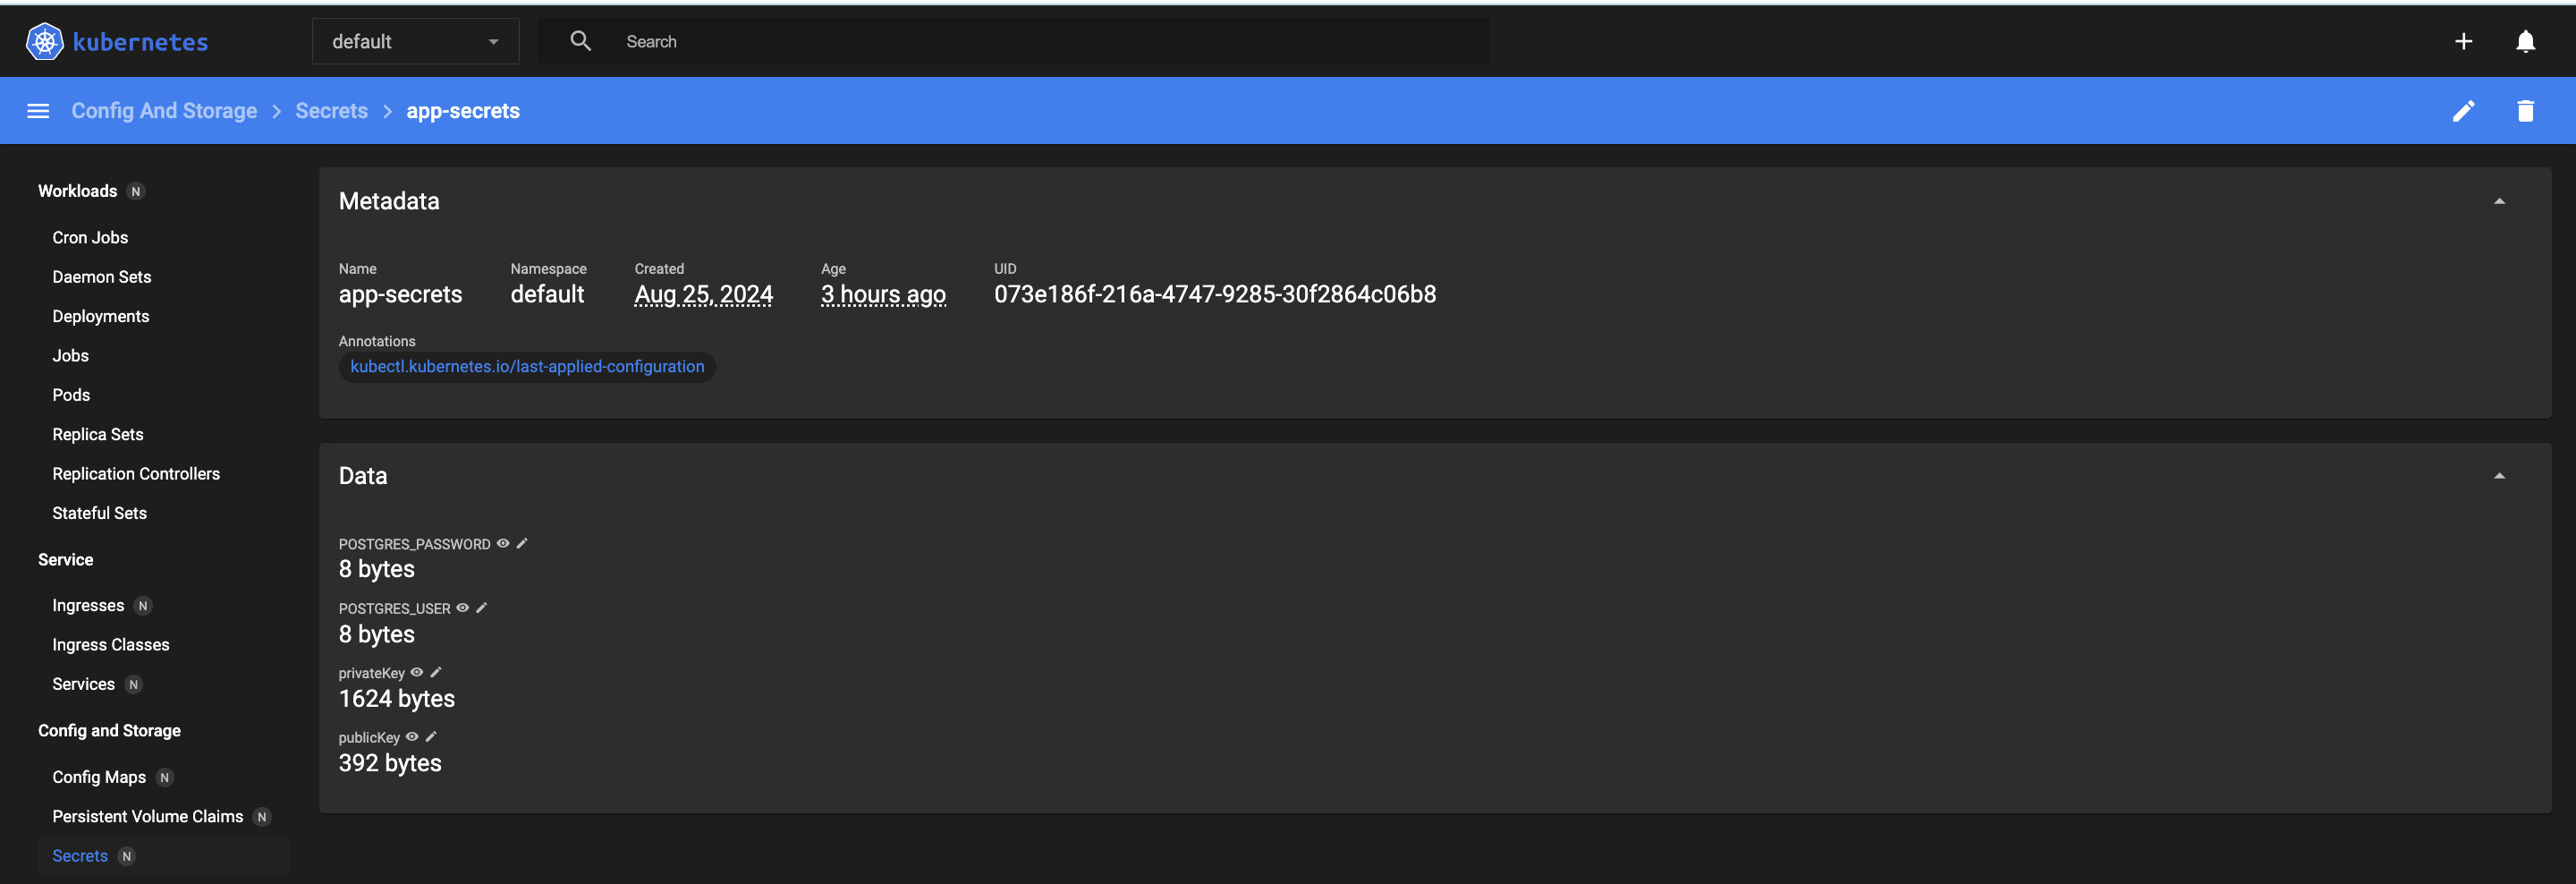 kubernetes
default
Search
Config And Storage > Secrets > app-secrets
Workloads N
Cron Jobs
Daemon Sets
Deployments
Jobs
Pods
Replica Sets
Replication Controllers
Stateful Sets
Service
Ingresses N
Ingress Classes
Services N
Config and Storage
Config Maps N
Persistent Volume Claims N
Secrets N
Metadata
Name
app-secrets
Namespace
default
Created
Aug 25, 2024
Age
3 hours ago
UID
073e186f-216a-4747-9285-30f2864c06b8
Annotations
kubectl.kubernetes.io/last-applied-configuration
Data
POSTGRES_PASSWORD
8 bytes
POSTGRES_USER
8 bytes
privateKey
1624 bytes
publicKey
392 bytes